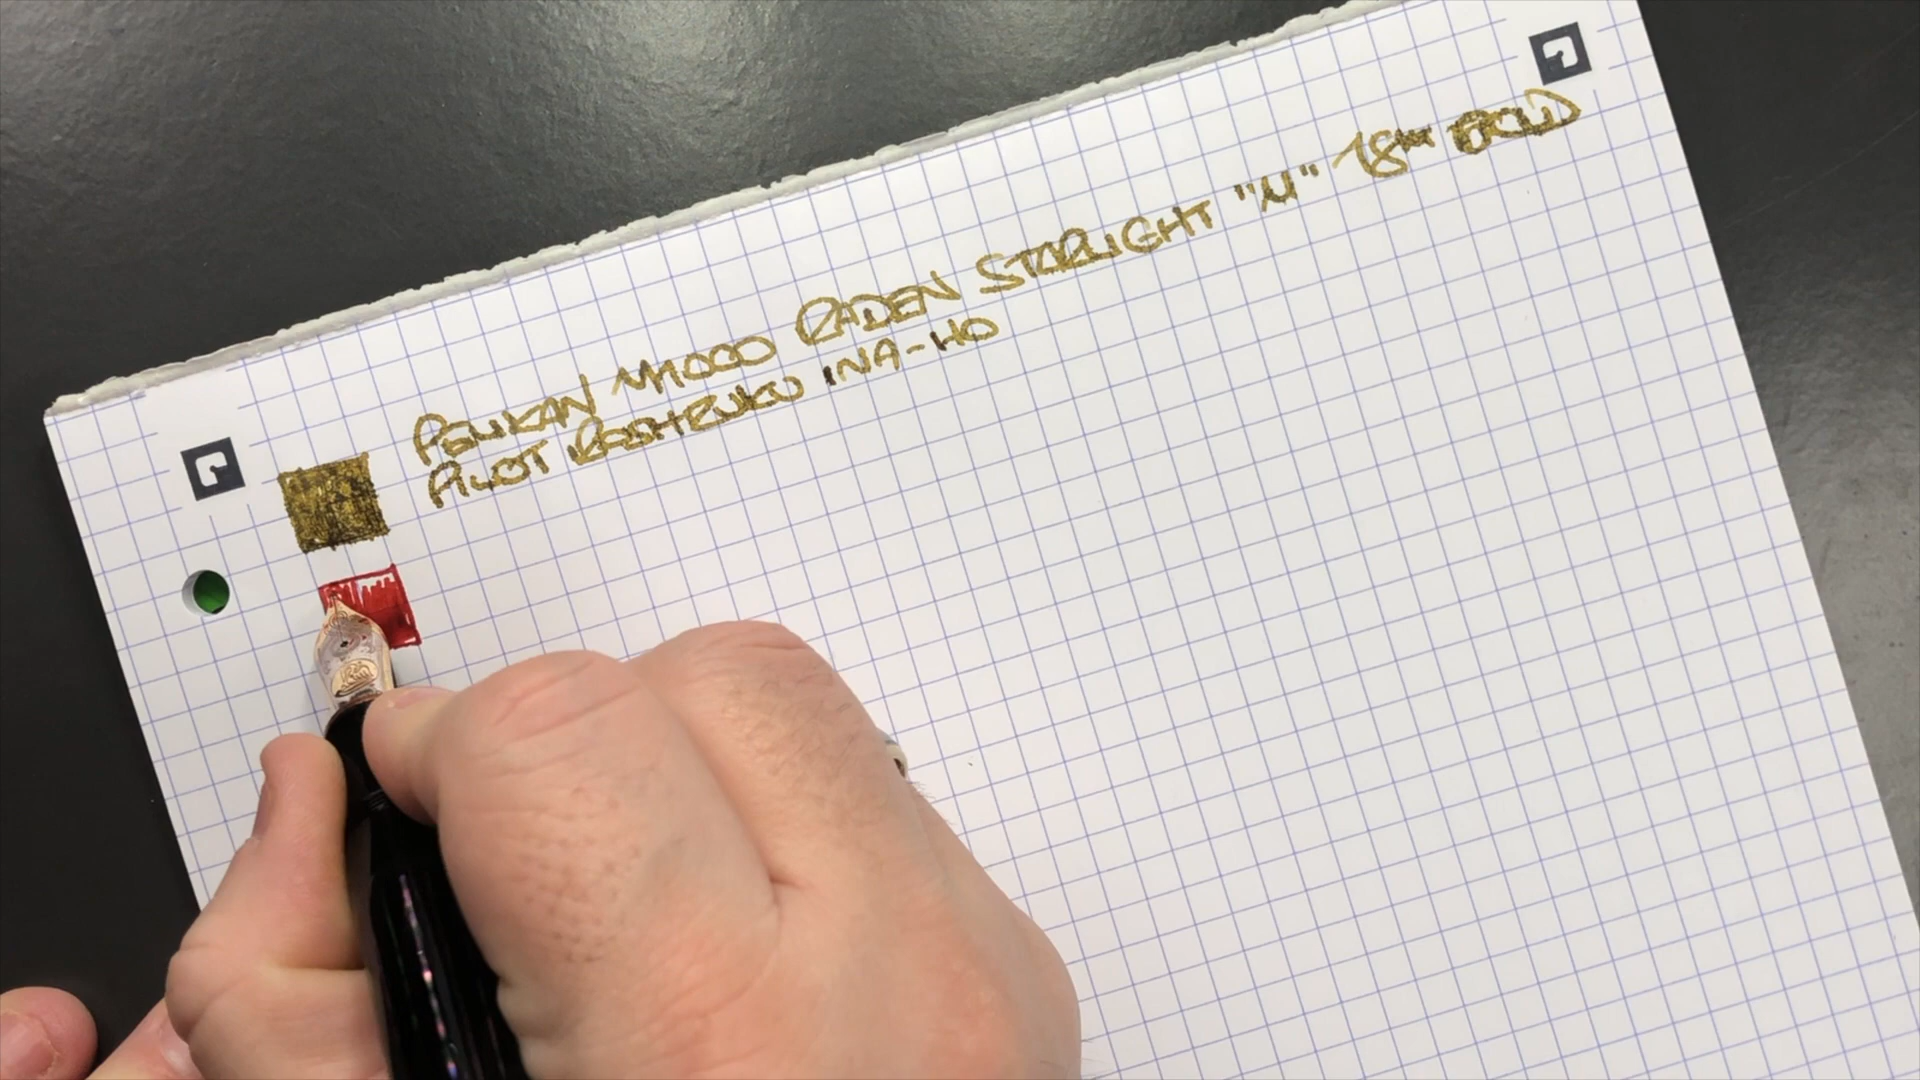 PELIKAN M1000 RADEN STARLIGHT "M" 18K GOLD
PILOT IROSHIZUKU INA-HO